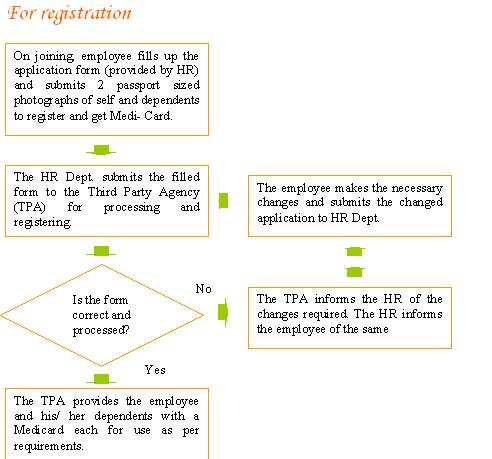 For registration
On joining, employee fills up the
application form (provided by HR)
and submits 2 passport sized
photographs of self and dependents
to register and get Medi- Card.
The HR Dept. submits the filled
form to the Third Party Agency
(TPA) for processing and
registering.
The employee makes the necessary
changes and submits the changed
application to HR Dept.
Is the form
correct and
processed?
No
The TPA informs the HR of the
changes required. The HR informs
the employee of the same
Yes
The TPA provides the employee
and his/ her dependents with a
Medicard each for use as per
requirements.